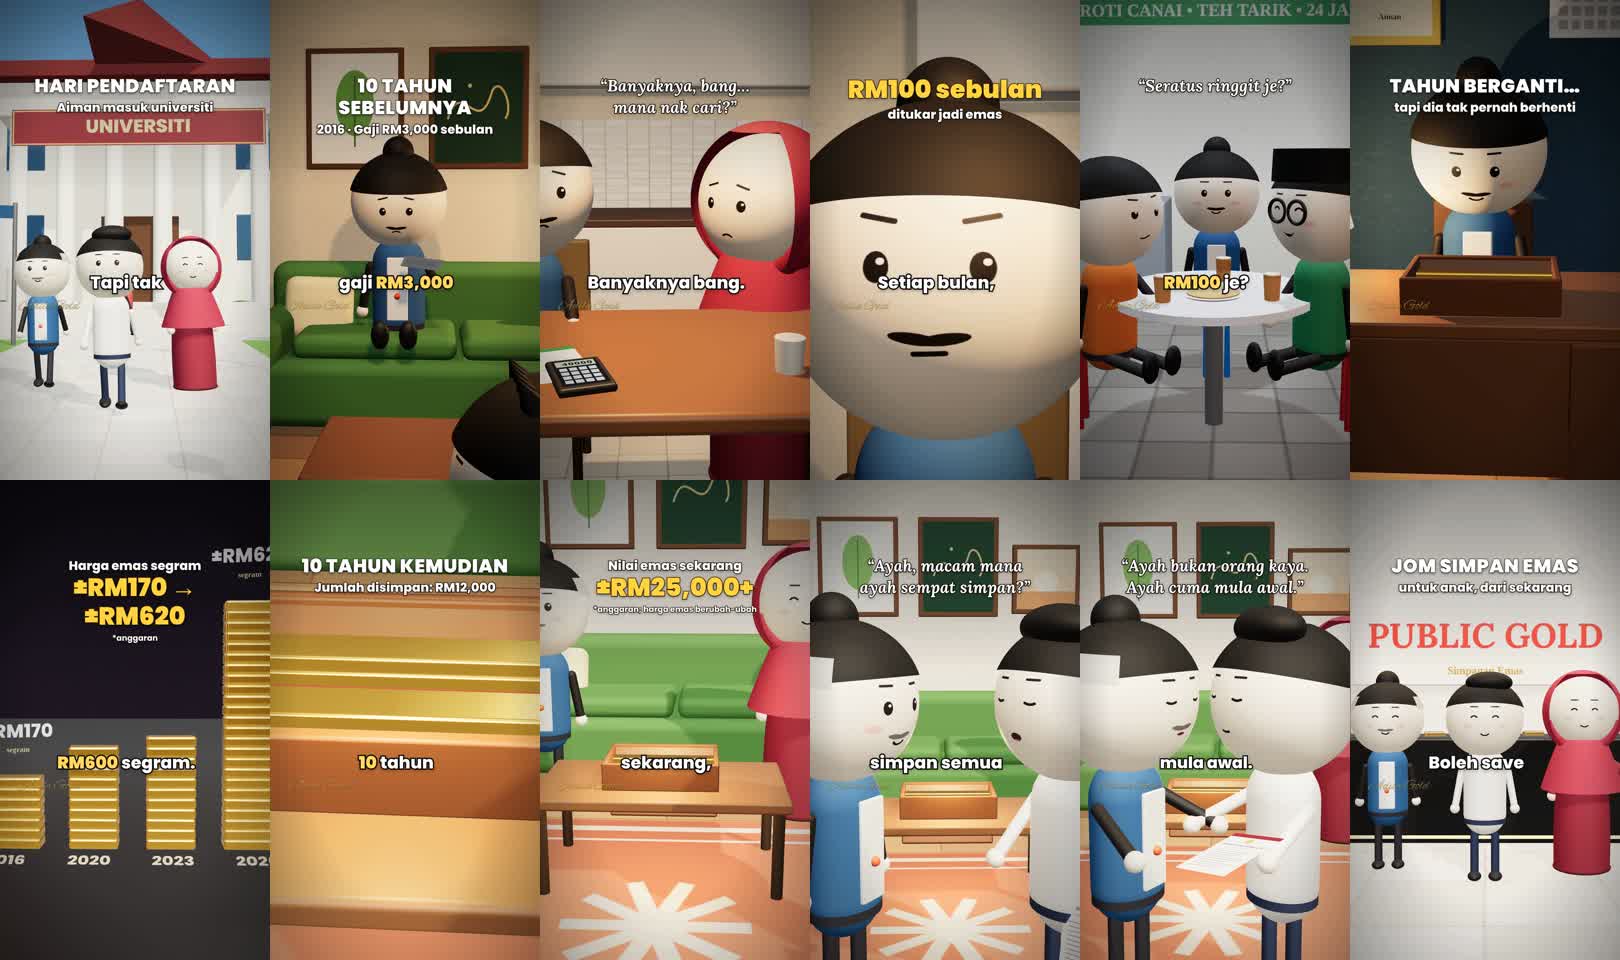 HARI PENDAFTARAN
Aiman masuk universiti
UNIVERSITI
Tapi tak
10 TAHUN
SEBELUMNYA
2016 · Gaji RM3,000 sebulan
gaji RM3,000
“Banyaknya, bang...
mana nak cari?”
Banyaknya bang.
RM100 sebulan
ditukar jadi emas
Setiap bulan,
ROTI CANAI • TEH TARIK • 24 JA
“Seratus ringgit je?”
RM100 je?
Aiman
TAHUN BERGANTI...
tapi dia tak pernah berhenti
Harga emas segram
±RM170 →
±RM620
*anggaran
±RM62
segram
RM170
segram
RM600 segram.
016
2020
2023
202
10 TAHUN KEMUDIAN
Jumlah disimpan: RM12,000
10 tahun
Nilai emas sekarang
±RM25,000+
*anggaran; harga emas berubah-ubah
sekarang,
“Ayah, macam mana
ayah sempat simpan?”
simpan semua
“Ayah bukan orang kaya.
Ayah cuma mula awal.”
mula awal.
JOM SIMPAN EMAS
untuk anak, dari sekarang
PUBLIC GOLD
Simpanan Emas
Boleh save